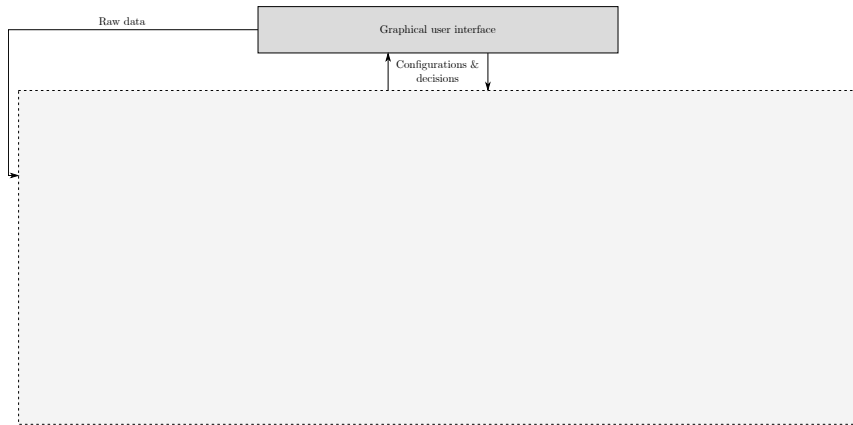 Raw data
Graphical user interface
Configurations &
decisions